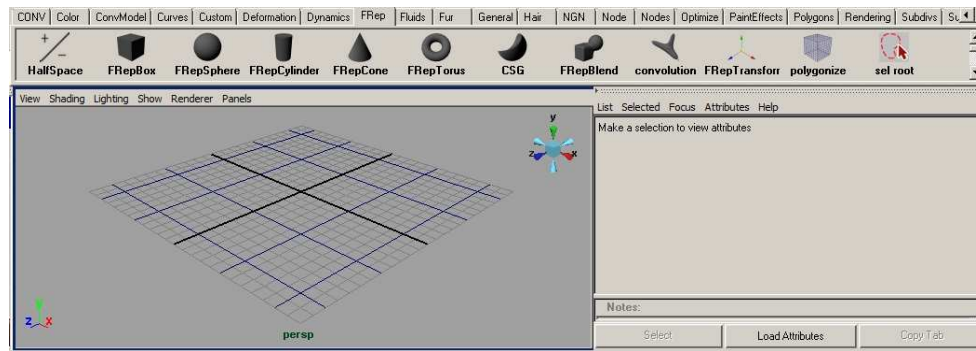 CONV Color ConvModel Curves Custom Deformation Dynamics FRep Fluids Fur General Hair NGN Node Nodes Optimize PaintEffects Polygons Rendering Subdivs
HalfSpace FRepBox FRepSphere FRepCylinder FRepCone FRepTorus CSG FRepBlend convolution FRepTransforr polygonize sel root
View Shading Lighting Show Renderer Panels
List Selected Focus Attributes Help
Make a selection to view attributes
y
z x
y
z x
persp
Notes:
Select Load Attributes Copy Tab